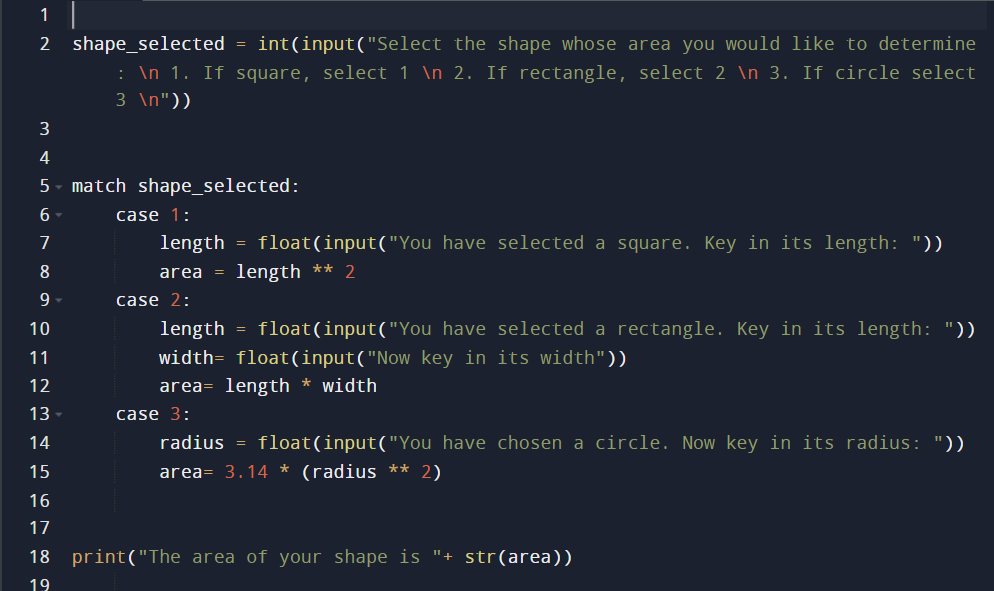 1
2 shape_selected = int(input("Select the shape whose area you would like to determine
: \n 1. If square, select 1 \n 2. If rectangle, select 2 \n 3. If circle select
3 \n"))
3
4
5 match shape_selected:
6 case 1:
7 length = float(input("You have selected a square. Key in its length: "))
8 area = length ** 2
9 case 2:
10 length = float(input("You have selected a rectangle. Key in its length: "))
11 width= float(input("Now key in its width"))
12 area= length * width
13 case 3:
14 radius = float(input("You have chosen a circle. Now key in its radius: "))
15 area= 3.14 * (radius ** 2)
16
17
18 print("The area of your shape is "+ str(area))
19